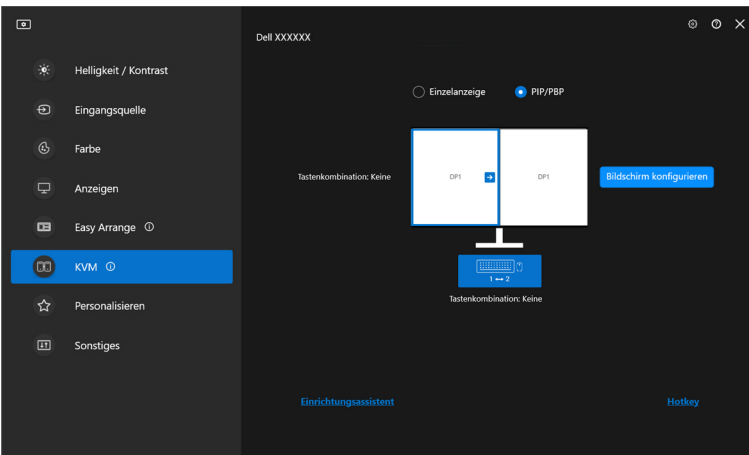 Dell XXXXXX
Helligkeit / Kontrast
Eingangsquelle
Farbe
Anzeigen
Easy Arrange
KVM
Personalisieren
Sonstiges
Einzelanzeige
PIP/PBP
Tastenkombination: Keine
DP1
DP1
Bildschirm konfigurieren
1 ↔ 2
Tastenkombination: Keine
Einrichtungsassistent
Hotkey